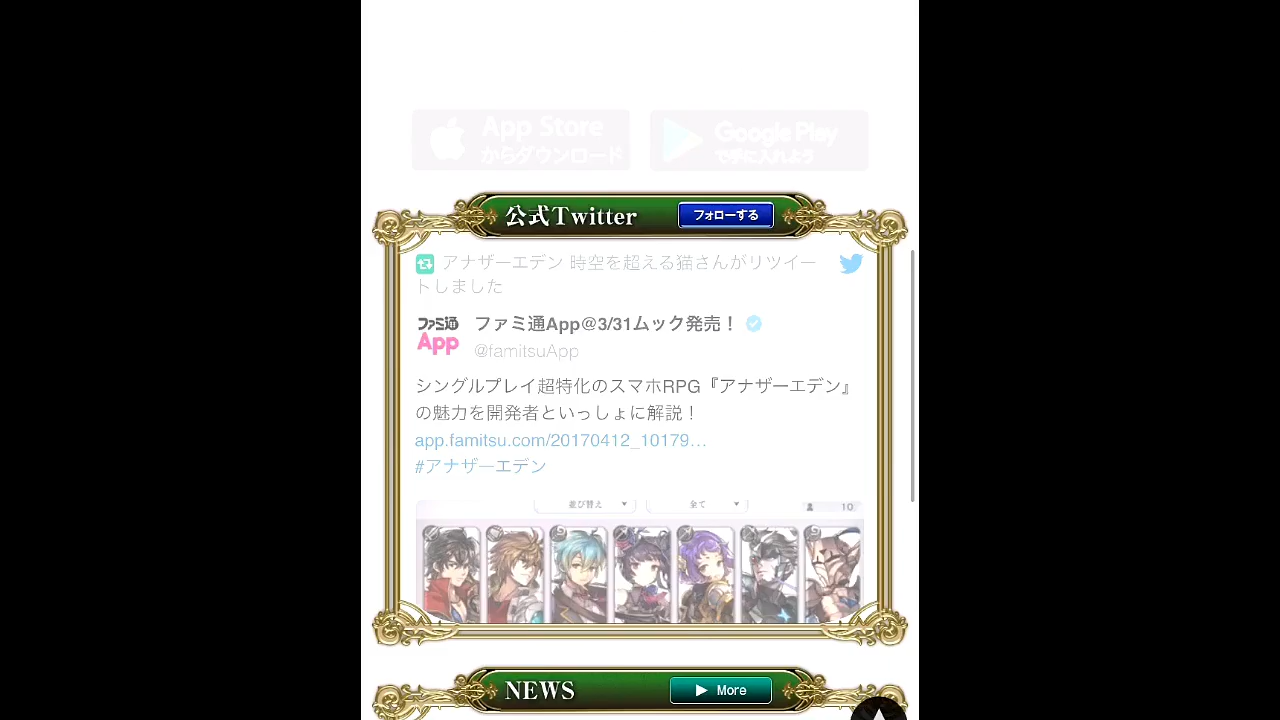 App Store
からダウンロード
Google Play
で手に入れよう
公式Twitter
フォローする
アナザーエデン 時空を超える猫さんがリツイー
トしました
ファミ通App@3/31ムック発売！
ファミ通
App
@famitsuApp
シングルプレイ超特化のスマホRPG『アナザーエデン』
の魅力を開発者といっしょに解説！
app.famitsu.com/20170412_10179…
#アナザーエデン
並び替え
全て
10
NEWS
More